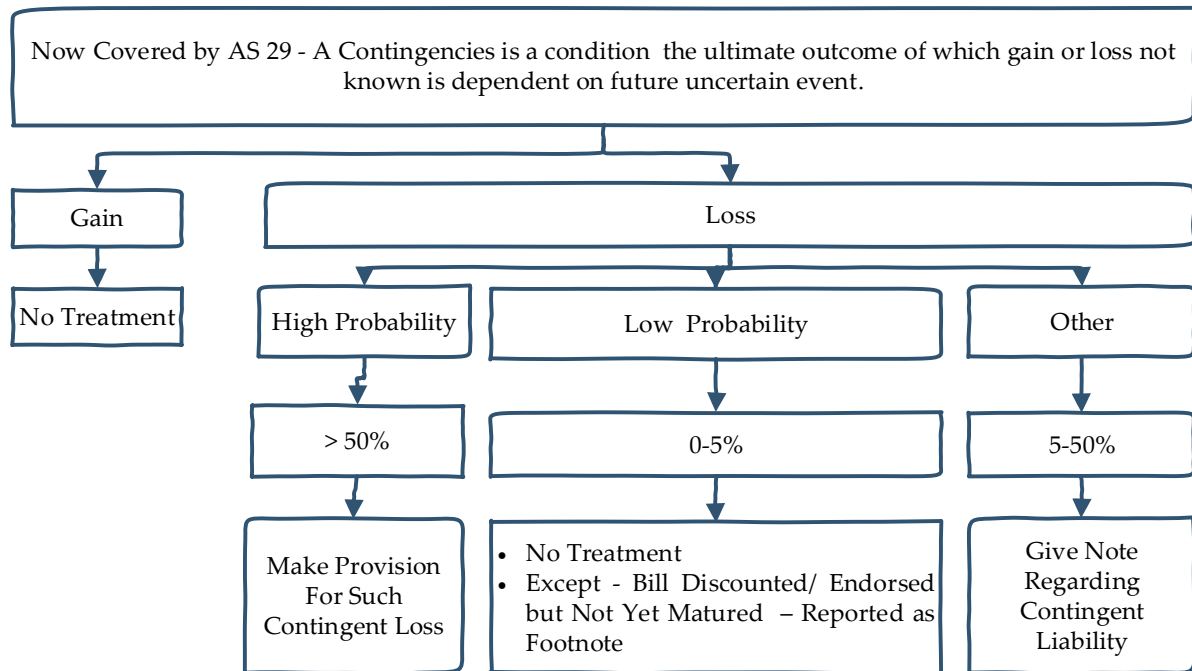 Now Covered by AS 29 - A Contingencies is a condition the ultimate outcome of which gain or loss not
known is dependent on future uncertain event.
Gain
Loss
No Treatment
High Probability
Low Probability
Other
> 50%
0-5%
5-50%
Make Provision
For Such
Contingent Loss
• No Treatment
• Except - Bill Discounted/ Endorsed
but Not Yet Matured – Reported as
Footnote
Give Note
Regarding
Contingent
Liability